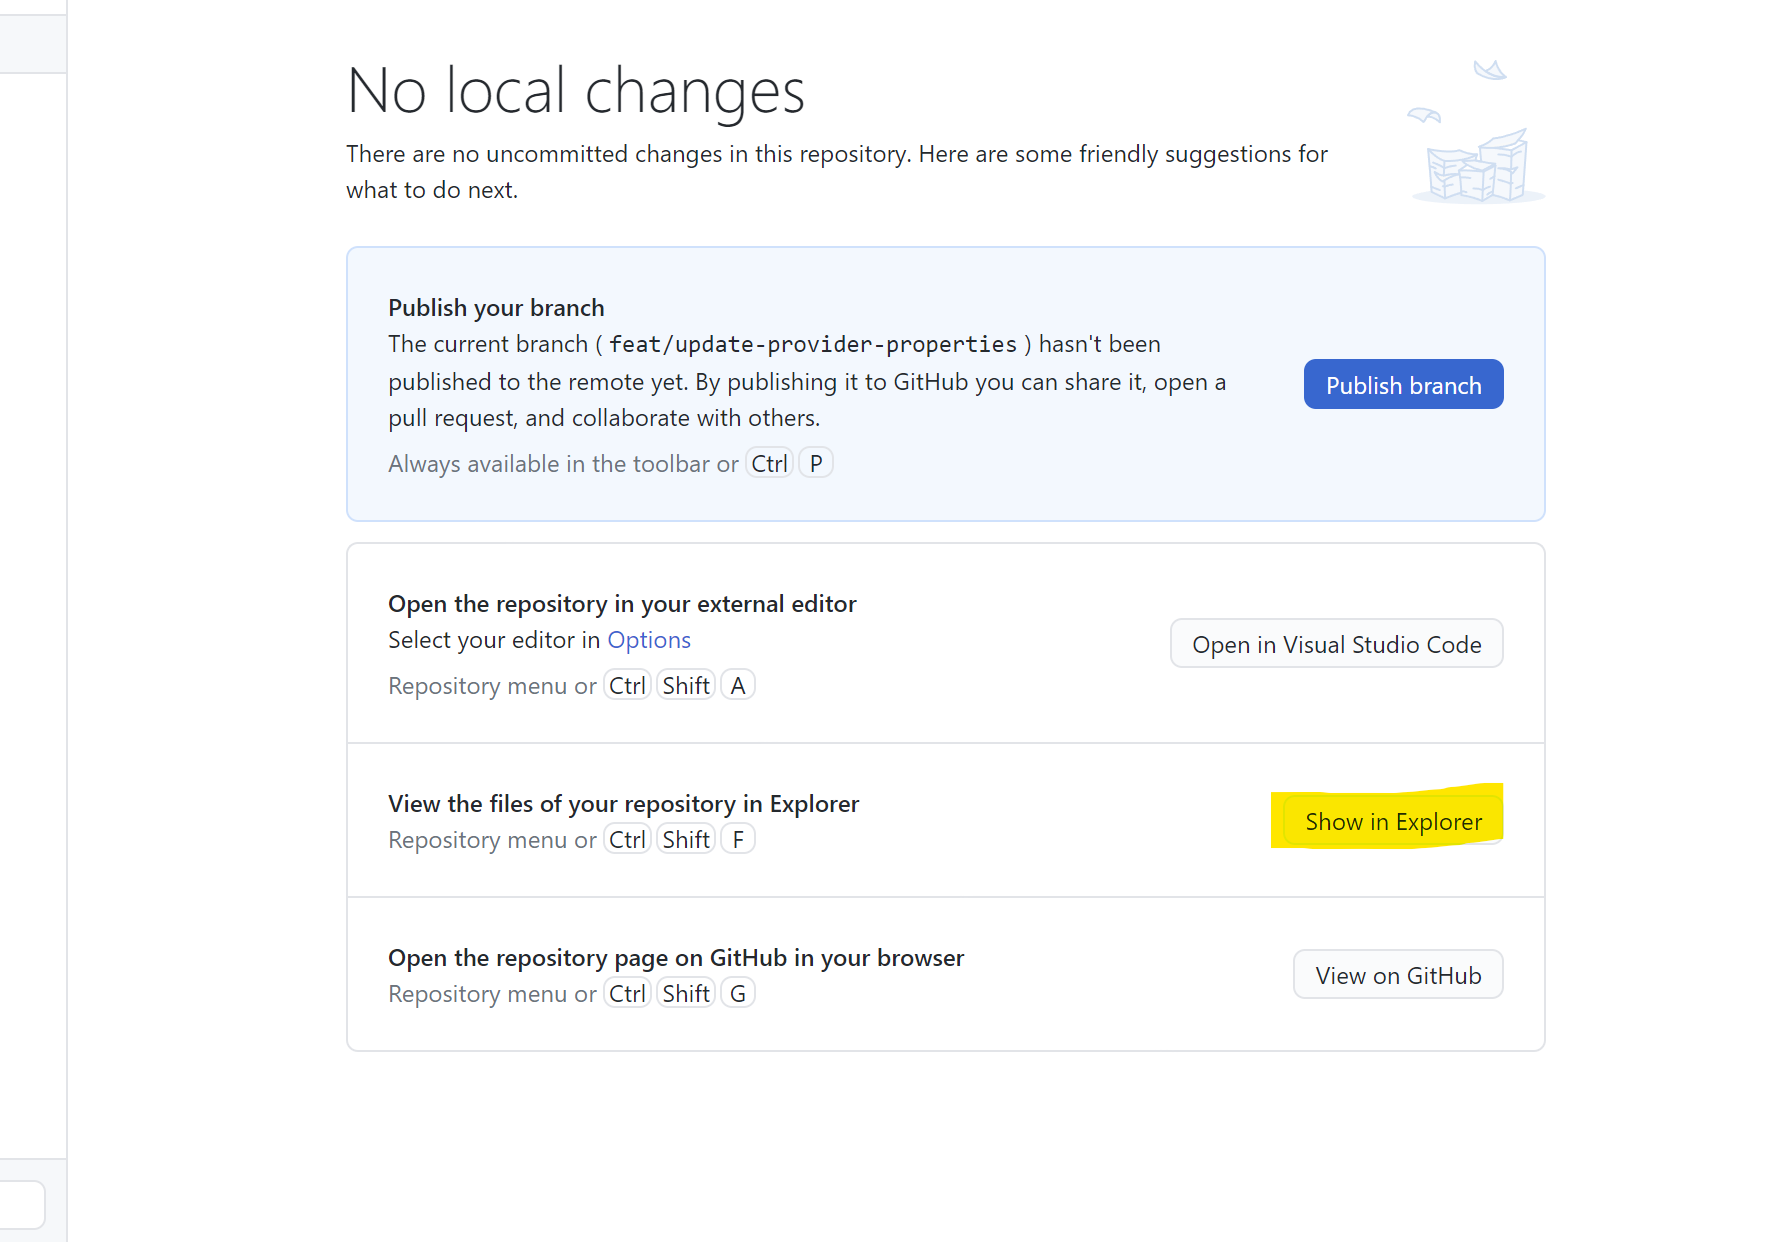 No local changes
There are no uncommitted changes in this repository. Here are some friendly suggestions for
what to do next.
Publish your branch
The current branch ( feat/update-provider-properties ) hasn't been
published to the remote yet. By publishing it to GitHub you can share it, open a
pull request, and collaborate with others.
Always available in the toolbar or Ctrl P
Publish branch
Open the repository in your external editor
Select your editor in Options
Repository menu or Ctrl Shift A
Open in Visual Studio Code
View the files of your repository in Explorer
Repository menu or Ctrl Shift F
Show in Explorer
Open the repository page on GitHub in your browser
Repository menu or Ctrl Shift G
View on GitHub